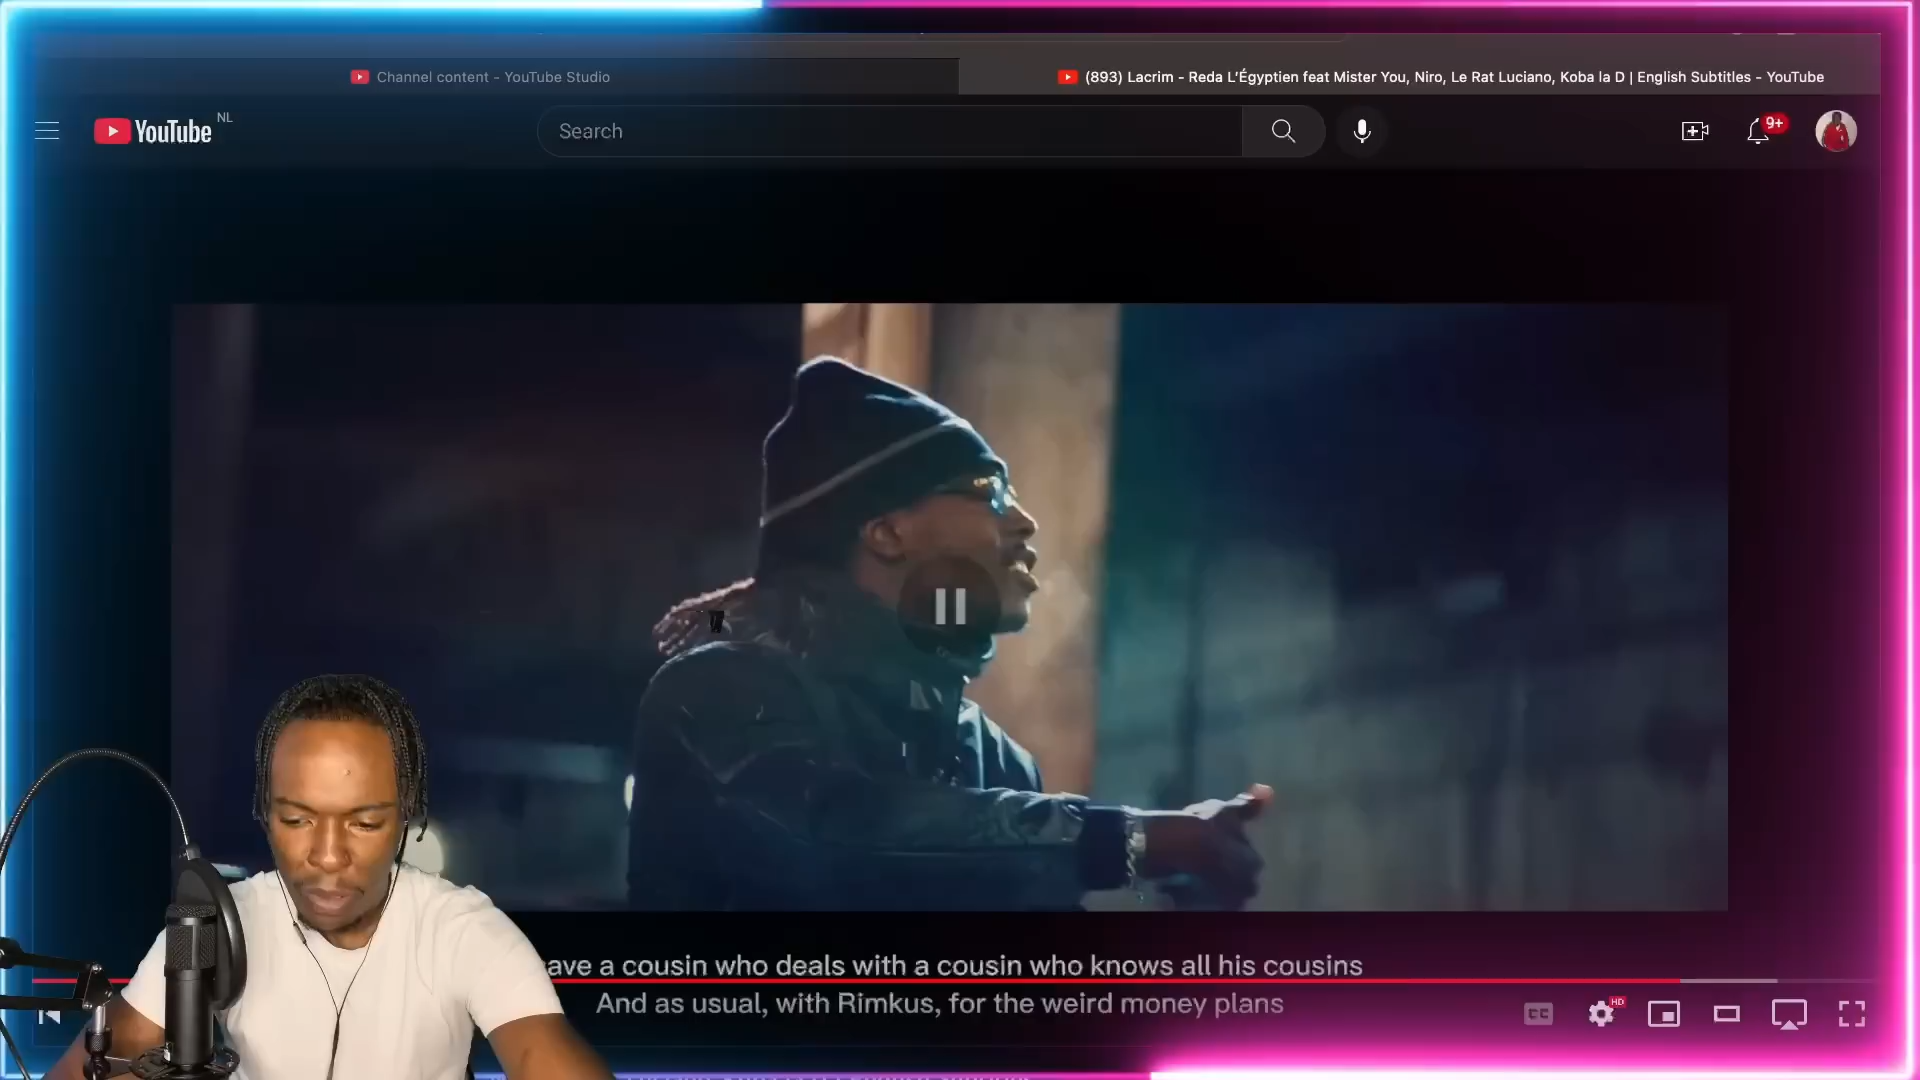 Channel content - YouTube Studio
(893) Lacrim - Reda L’Égyptien feat Mister You, Niro, Le Rat Luciano, Koba la D | English Subtitles - YouTube
YouTube NL
Search
9+
ave a cousin who deals with a cousin who knows all his cousins
And as usual, with Rimkus, for the weird money plans
CC
HD